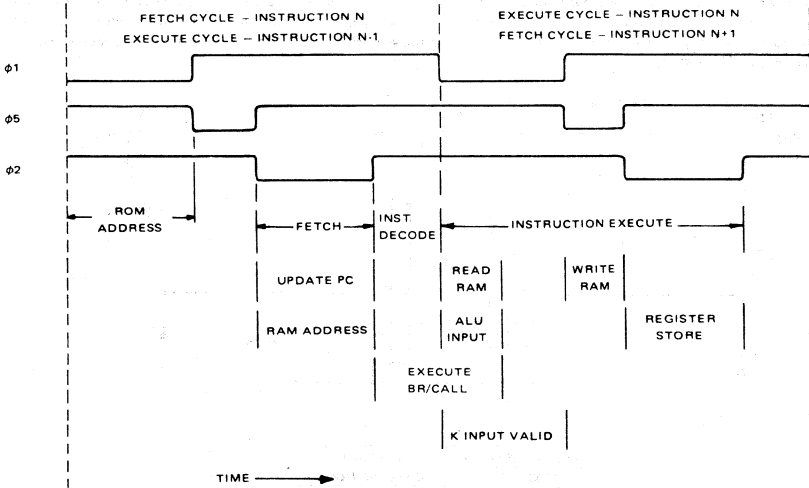 FETCH CYCLE – INSTRUCTION N
EXECUTE CYCLE – INSTRUCTION N-1
EXECUTE CYCLE – INSTRUCTION N
FETCH CYCLE – INSTRUCTION N+1
φ1
φ5
φ2
ROM
ADDRESS
FETCH
INST
DECODE
INSTRUCTION EXECUTE
UPDATE PC
READ
RAM
WRITE
RAM
RAM ADDRESS
ALU
INPUT
REGISTER
STORE
EXECUTE
BR/CALL
K INPUT VALID
TIME